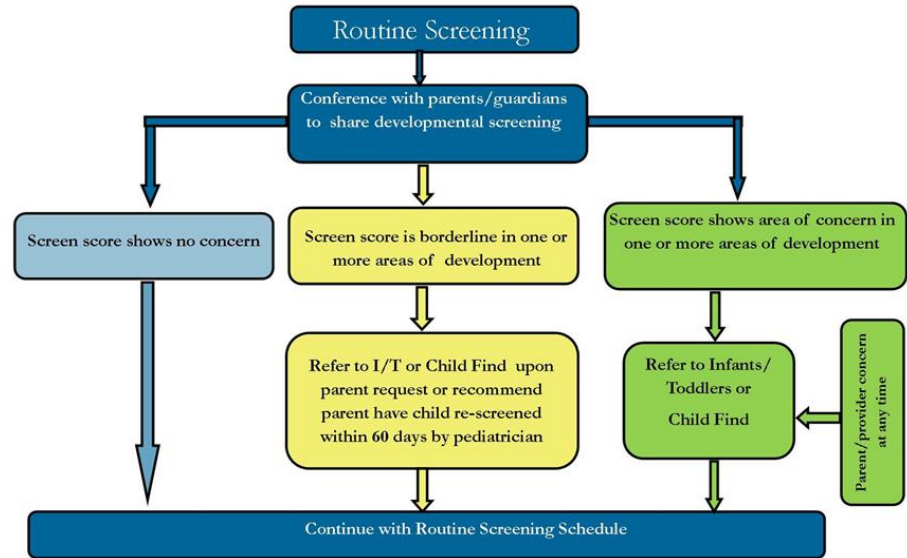 Routine Screening
Conference with parents/guardians
to share developmental screening
Screen score shows no concern
Screen score is borderline in one or
more areas of development
Screen score shows area of concern in
one or more areas of development
Refer to I/T or Child Find upon
parent request or recommend
parent have child re-screened
within 60 days by pediatrician
Refer to Infants/
Toddlers or
Child Find
Parent/provider concern
at any time
Continue with Routine Screening Schedule